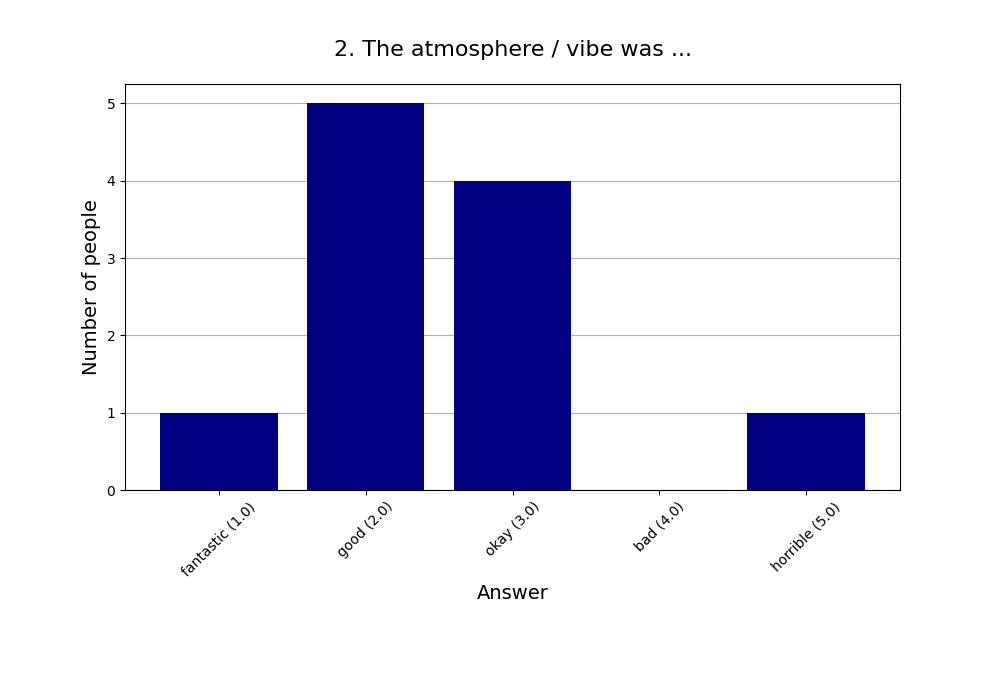 2. The atmosphere / vibe was ...
Number of people
5
4
3
2
1
0
fantastic (1.0)
good (2.0)
okay (3.0)
bad (4.0)
horrible (5.0)
Answer